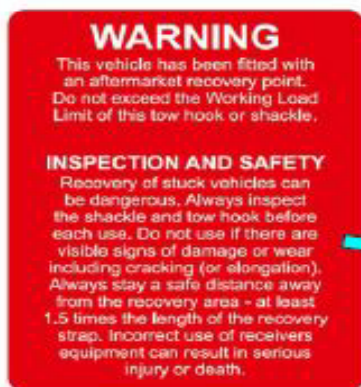 WARNING
This vehicle has been fitted with
an aftermarket recovery point.
Do not exceed the Working Load
Limit of this tow hook or shackle.
INSPECTION AND SAFETY
Recovery of stuck vehicles can
be dangerous. Always inspect
the shackle and tow hook before
each use. Do not use if there are
visible signs of damage or wear
including cracking (or elongation).
Always stay a safe distance away
from the recovery area - at least
1.5 times the length of the recovery
strap. Incorrect use of receivers
equipment can result in serious
injury or death.